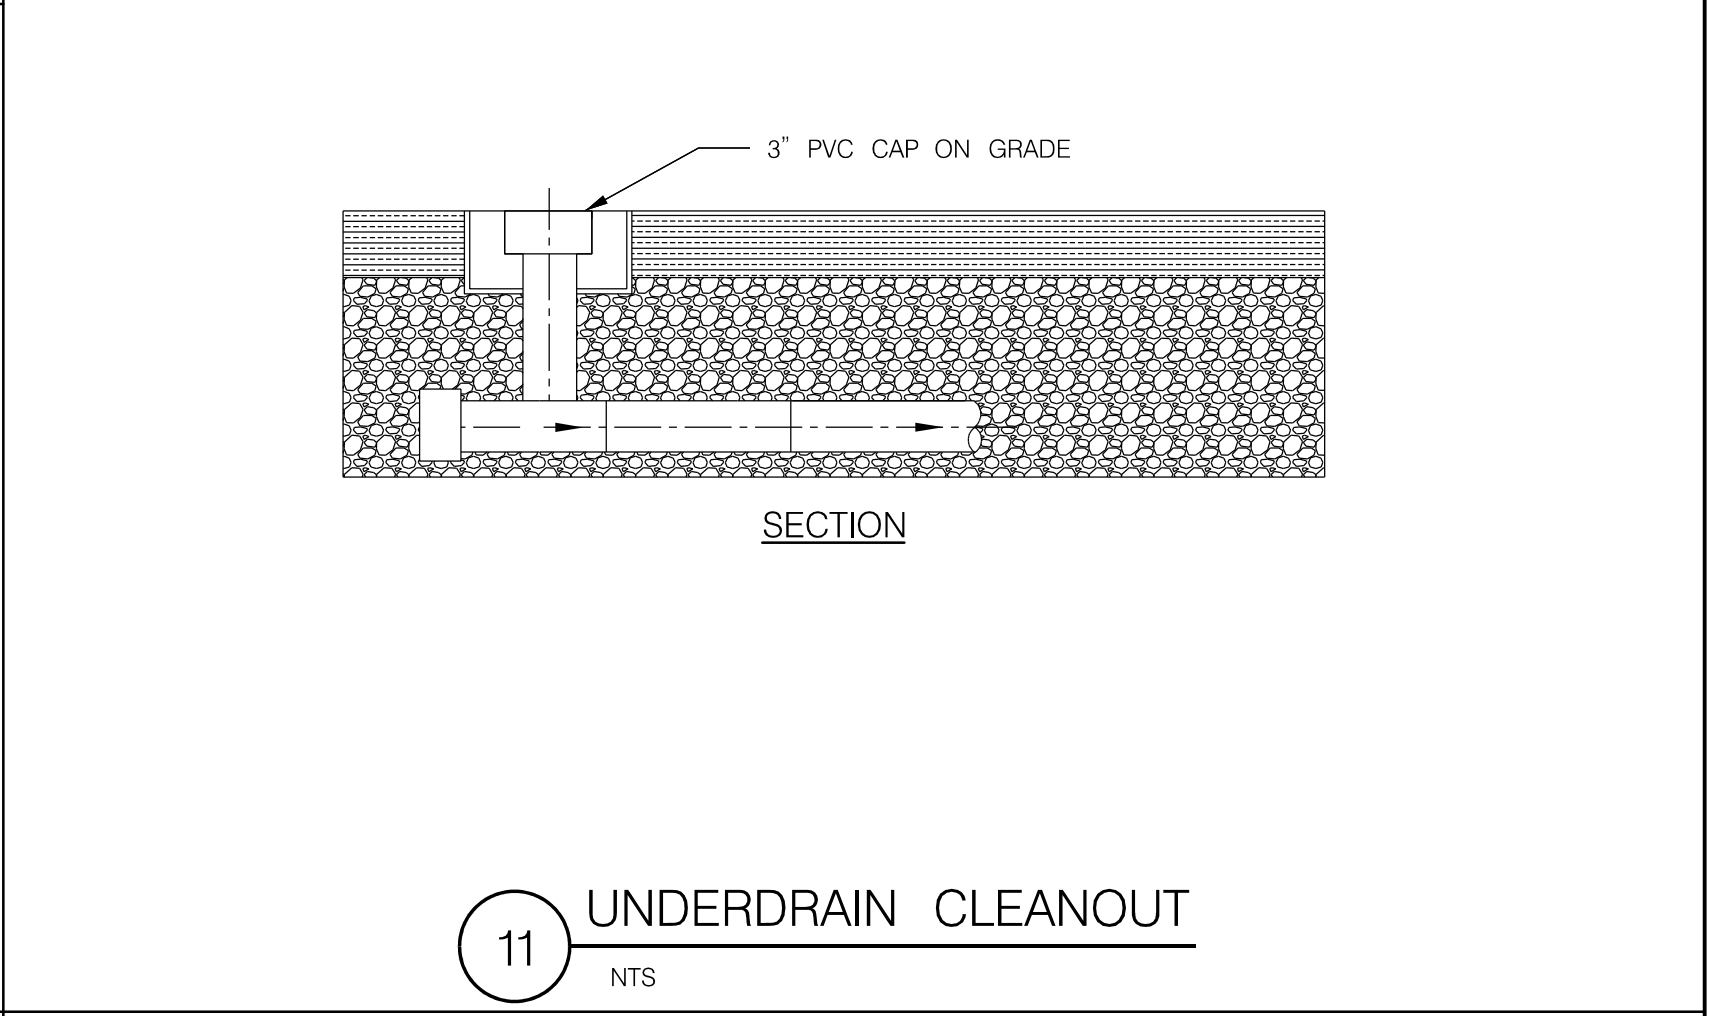 3” PVC CAP ON GRADE
SECTION
UNDERDRAIN CLEANOUT
11
NTS